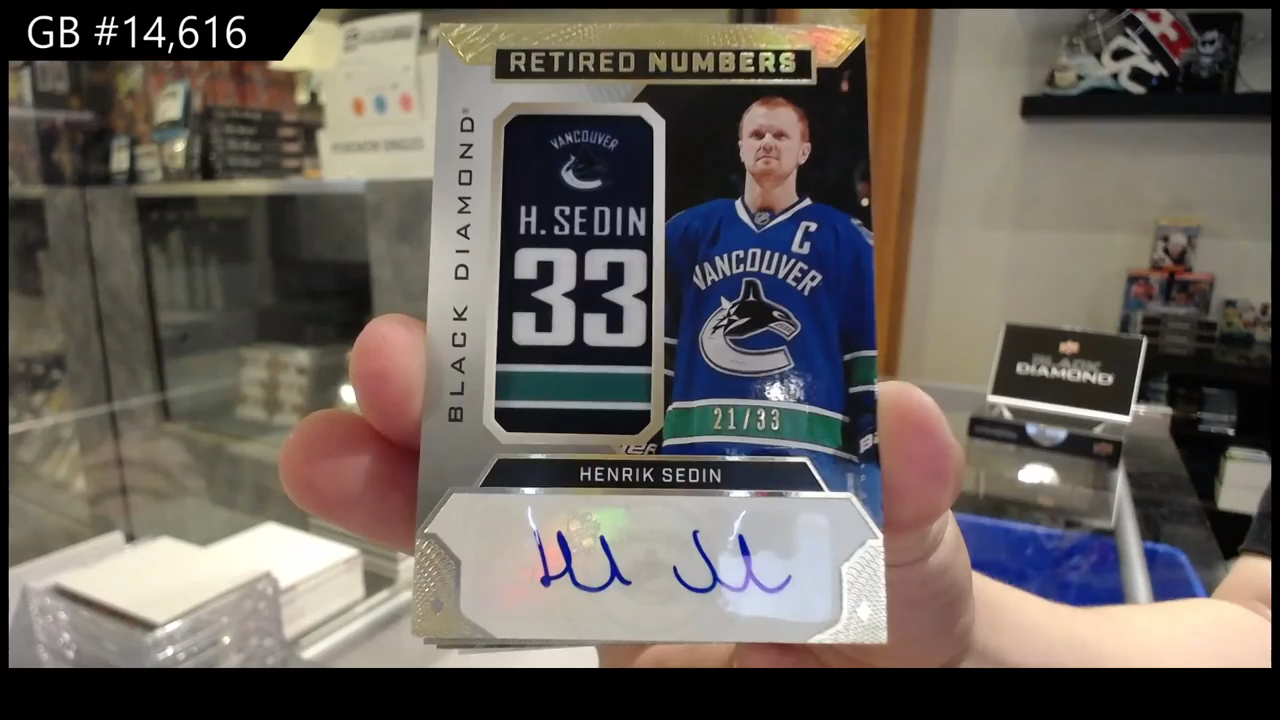 GB #14,616
RETIRED NUMBERS
BLACK DIAMOND
VANCOUVER
H. SEDIN
33
C
VANCOUVER
21/33
HENRIK SEDIN
BLACK
DIAMOND